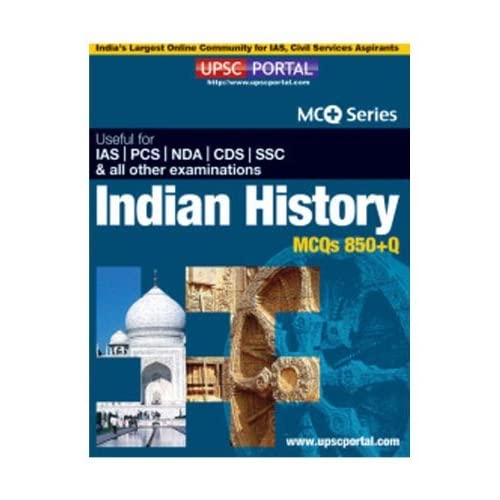 India's Largest Online Community for IAS, Civil Services Aspirants
UPSC PORTAL
http://www.upscportal.com
MC+ Series
Useful for
IAS | PCS | NDA | CDS | SSC
& all other examinations
Indian History
MCQs 850+Q
www.upscportal.com